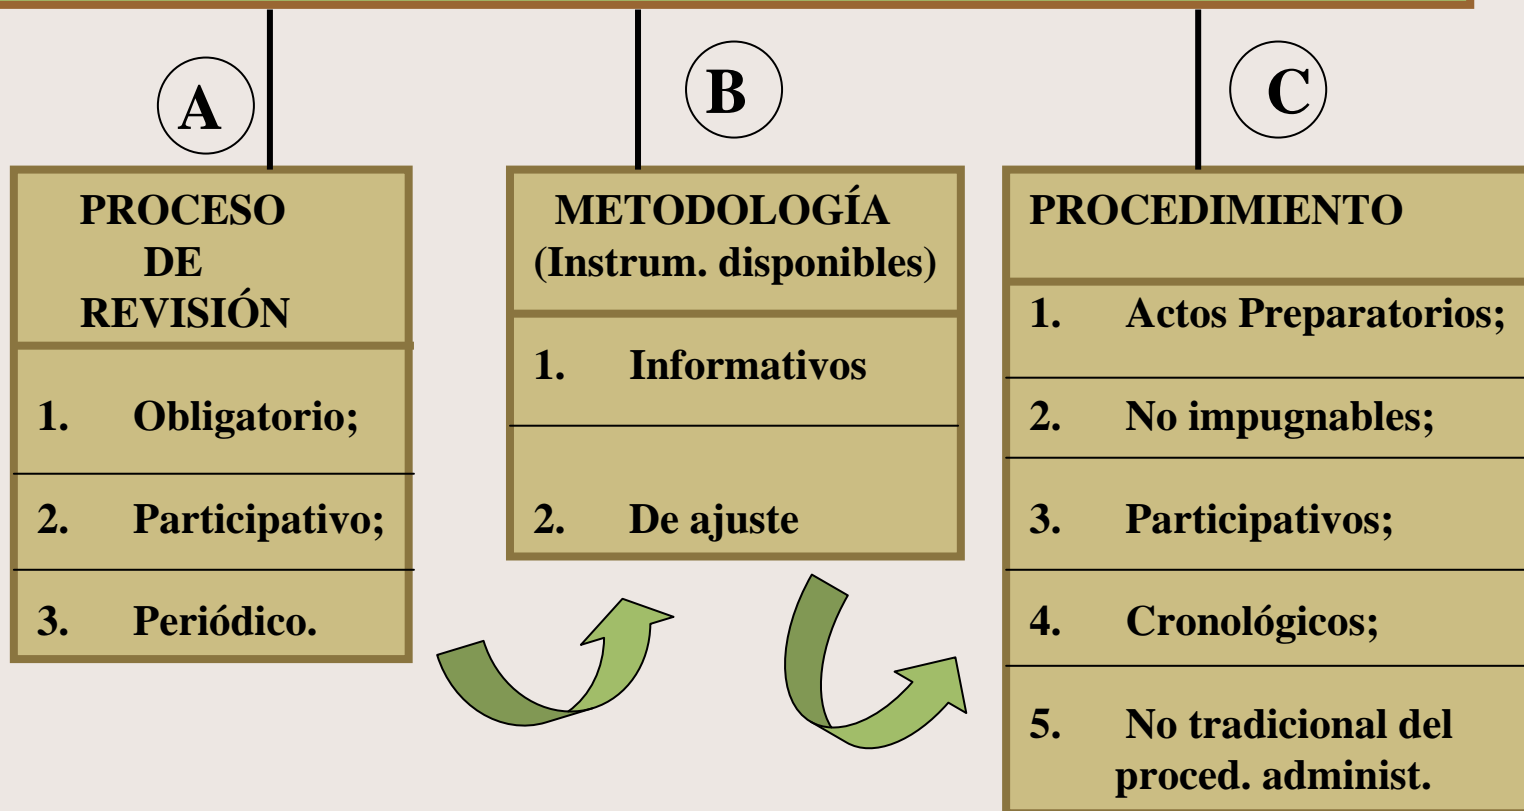 A
PROCESO
DE
REVISIÓN
1. Obligatorio;
2. Participativo;
3. Periódico.
B
METODOLOGÍA
(Instrum. disponibles)
1. Informativos
2. De ajuste
C
PROCEDIMIENTO
1. Actos Preparatorios;
2. No impugnables;
3. Participativos;
4. Cronológicos;
5. No tradicional del
proced. administ.